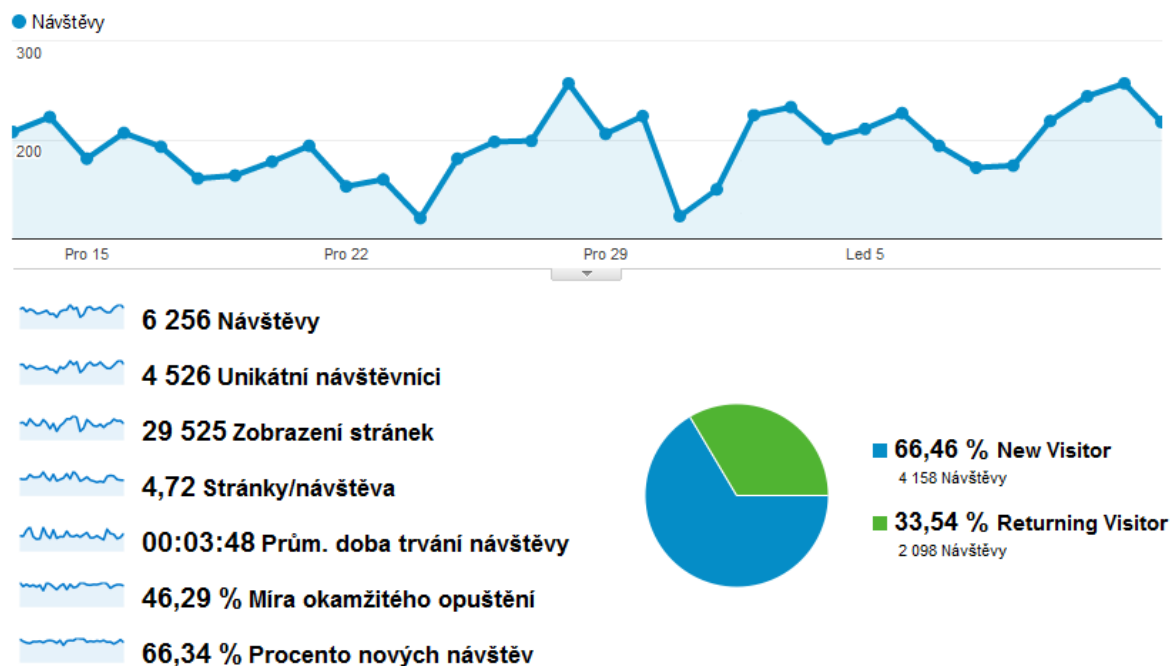 Návštěvy
300
200
Pro 15 Pro 22 Pro 29 Led 5
6 256 Návštěvy
4 526 Unikátní návštěvníci
29 525 Zobrazení stránek
4,72 Stránky/návštěva
00:03:48 Prům. doba trvání návštěvy
46,29 % Míra okamžitého opuštění
66,34 % Procento nových návštěv
66,46 % New Visitor
4 158 Návštěvy
33,54 % Returning Visitor
2 098 Návštěvy